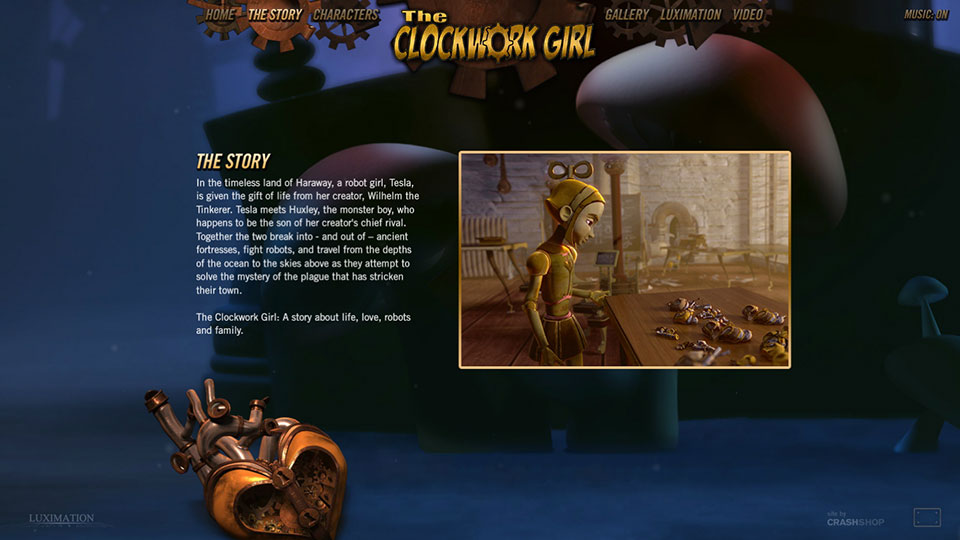 HOME THE STORY CHARACTERS The GALLERY LUXIMATION VIDEO MUSIC: ON
CLOCKWORK GIRL
THE STORY
In the timeless land of Haraway, a robot girl, Tesla,
is given the gift of life from her creator, Wilhelm the
Tinkerer. Tesla meets Huxley, the monster boy, who
happens to be the son of her creator's chief rival.
Together the two break into - and out of – ancient
fortresses, fight robots, and travel from the depths
of the ocean to the skies above as they attempt to
solve the mystery of the plague that has stricken
their town.
The Clockwork Girl: A story about life, love, robots
and family.
LUXIMATION
site by
CRASHSHOP